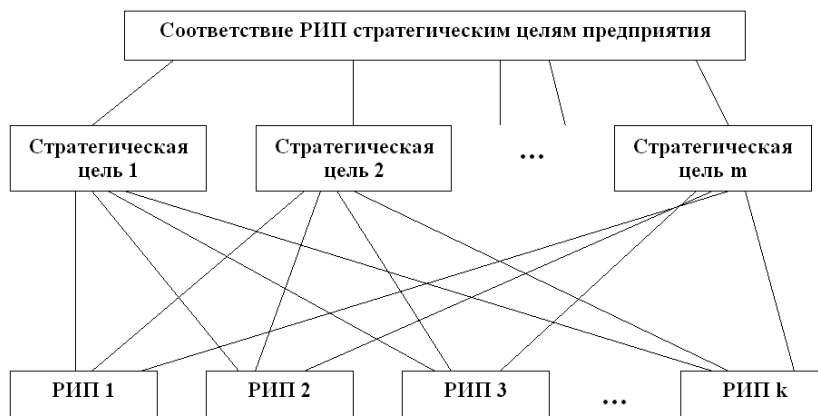 Соответствие РИП стратегическим целям предприятия
Стратегическая
цель 1
Стратегическая
цель 2
...
Стратегическая
цель m
РИП 1
РИП 2
РИП 3
...
РИП k